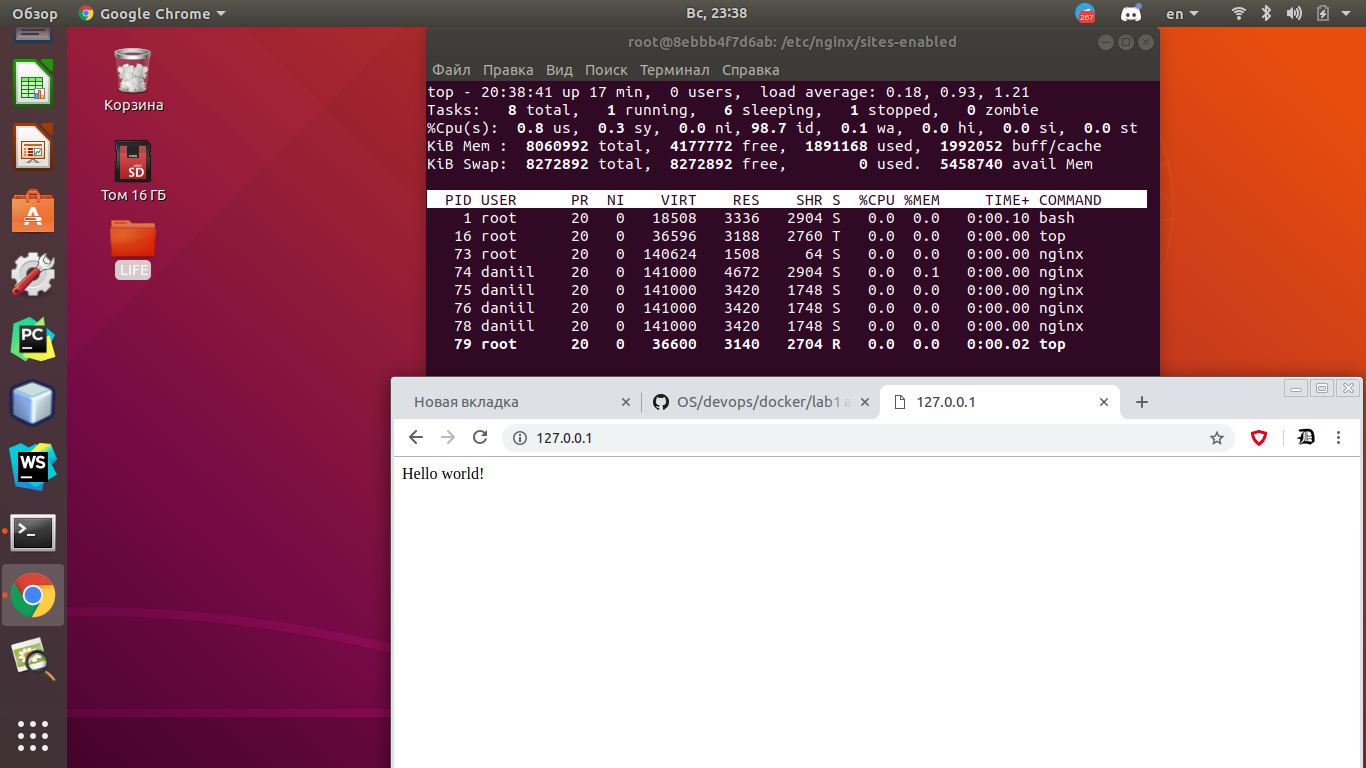 Обзор Google Chrome Вс, 23:38 267 en
Корзина
SD
Том 16 ГБ
LIFE
PC
WS
>_
root@8ebbb4f7d6ab: /etc/nginx/sites-enabled
Файл Правка Вид Поиск Терминал Справка
top - 20:38:41 up 17 min,  0 users,  load average: 0.18, 0.93, 1.21
Tasks:   8 total,   1 running,   6 sleeping,   1 stopped,   0 zombie
%Cpu(s):  0.8 us,  0.3 sy,  0.0 ni, 98.7 id,  0.1 wa,  0.0 hi,  0.0 si,  0.0 st
KiB Mem :  8060992 total,  4177772 free,  1891168 used,  1992052 buff/cache
KiB Swap:  8272892 total,  8272892 free,        0 used.  5458740 avail Mem
PID USER      PR  NI    VIRT    RES    SHR S  %CPU %MEM     TIME+ COMMAND
1 root      20   0   18508   3336   2904 S   0.0  0.0   0:00.10 bash
16 root      20   0   36596   3188   2760 T   0.0  0.0   0:00.00 top
73 root      20   0  140624   1508     64 S   0.0  0.0   0:00.00 nginx
74 daniil    20   0  141000   4672   2904 S   0.0  0.1   0:00.00 nginx
75 daniil    20   0  141000   3420   1748 S   0.0  0.0   0:00.00 nginx
76 daniil    20   0  141000   3420   1748 S   0.0  0.0   0:00.00 nginx
78 daniil    20   0  141000   3420   1748 S   0.0  0.0   0:00.00 nginx
79 root      20   0   36600   3140   2704 R   0.0  0.0   0:00.02 top
Новая вкладка OS/devops/docker/lab1 a 127.0.0.1
127.0.0.1
Hello world!